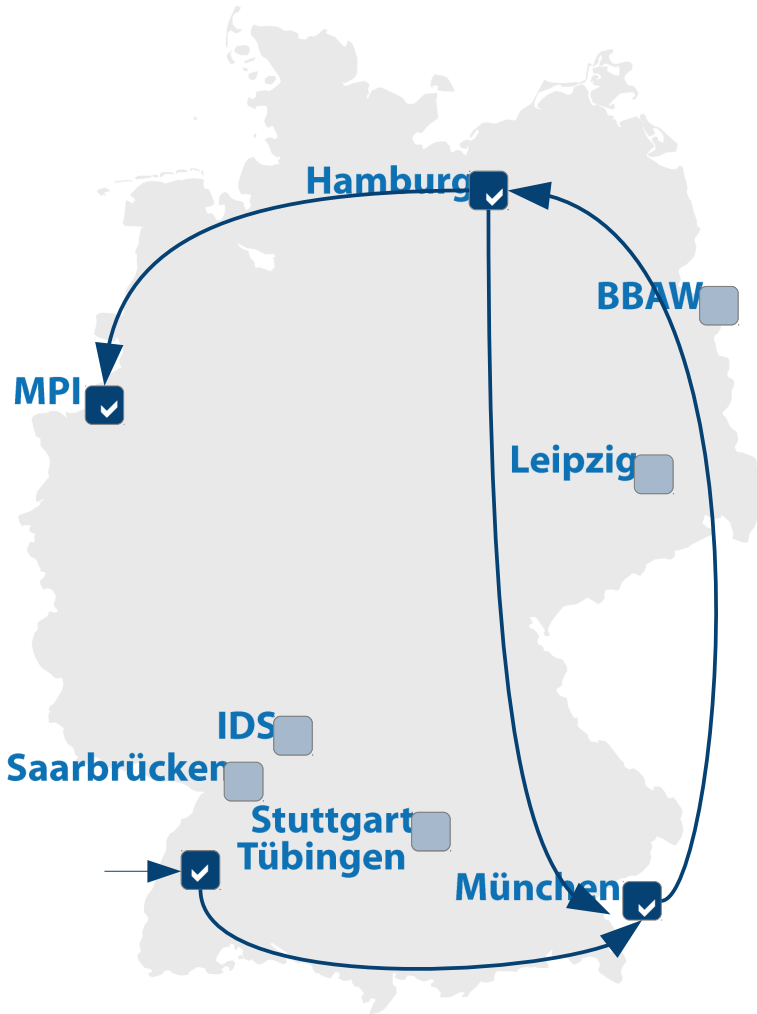 Hamburg
BBAW
MPI
Leipzig
IDS
Saarbrücken
Stuttgart
Tübingen
München